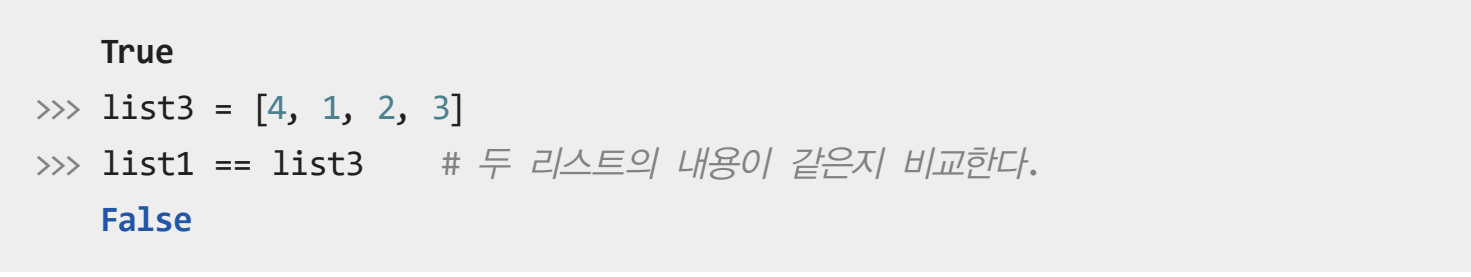 True
>>> list3 = [4, 1, 2, 3]
>>> list1 == list3    # 두 리스트의 내용이 같은지 비교한다.
False